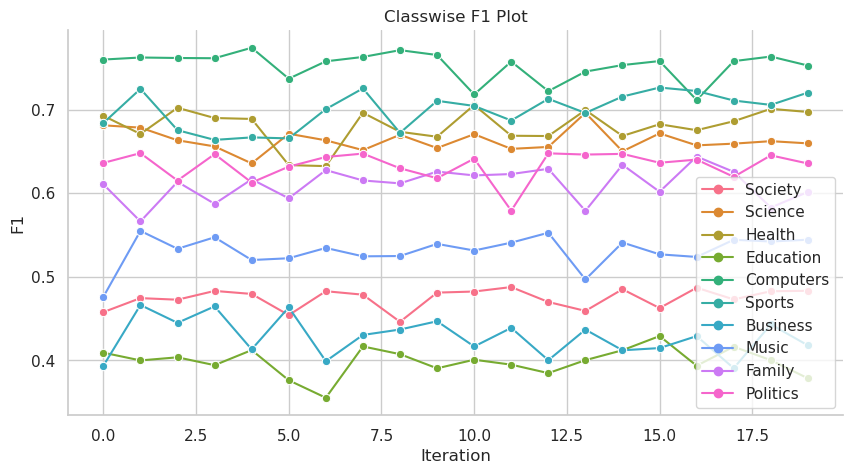 Classwise F1 Plot
F1
0.7
0.6
0.5
0.4
Society
Science
Health
Education
Computers
Sports
Business
Music
Family
Politics
0.0 2.5 5.0 7.5 10.0 12.5 15.0 17.5
Iteration